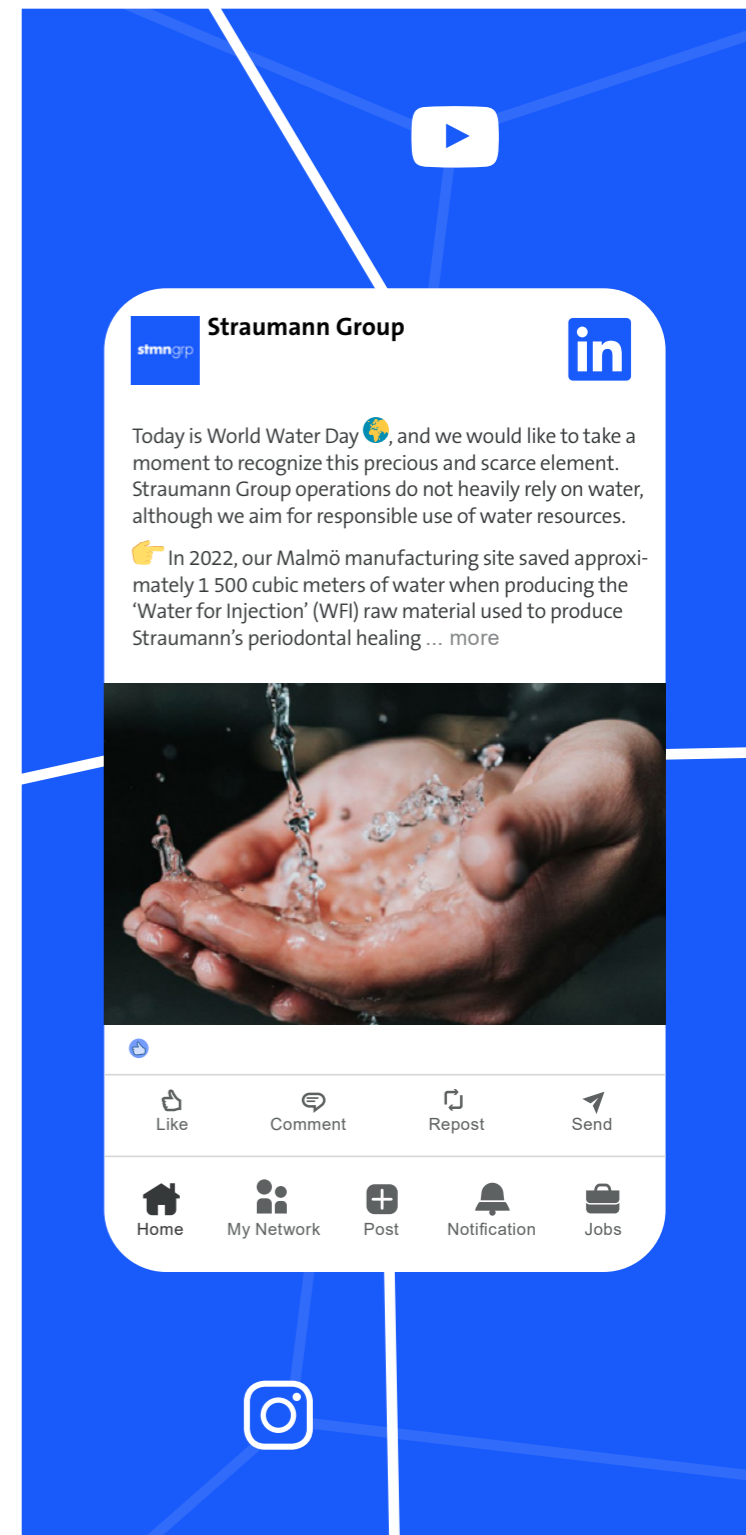 stmngrp
Straumann Group
in
Today is World Water Day 🌍, and we would like to take a
moment to recognize this precious and scarce element.
Straumann Group operations do not heavily rely on water,
although we aim for responsible use of water resources.
👉 In 2022, our Malmö manufacturing site saved approxi-
mately 1 500 cubic meters of water when producing the
‘Water for Injection’ (WFI) raw material used to produce
Straumann’s periodontal healing ... more
Like Comment Repost Send
Home My Network Post Notification Jobs